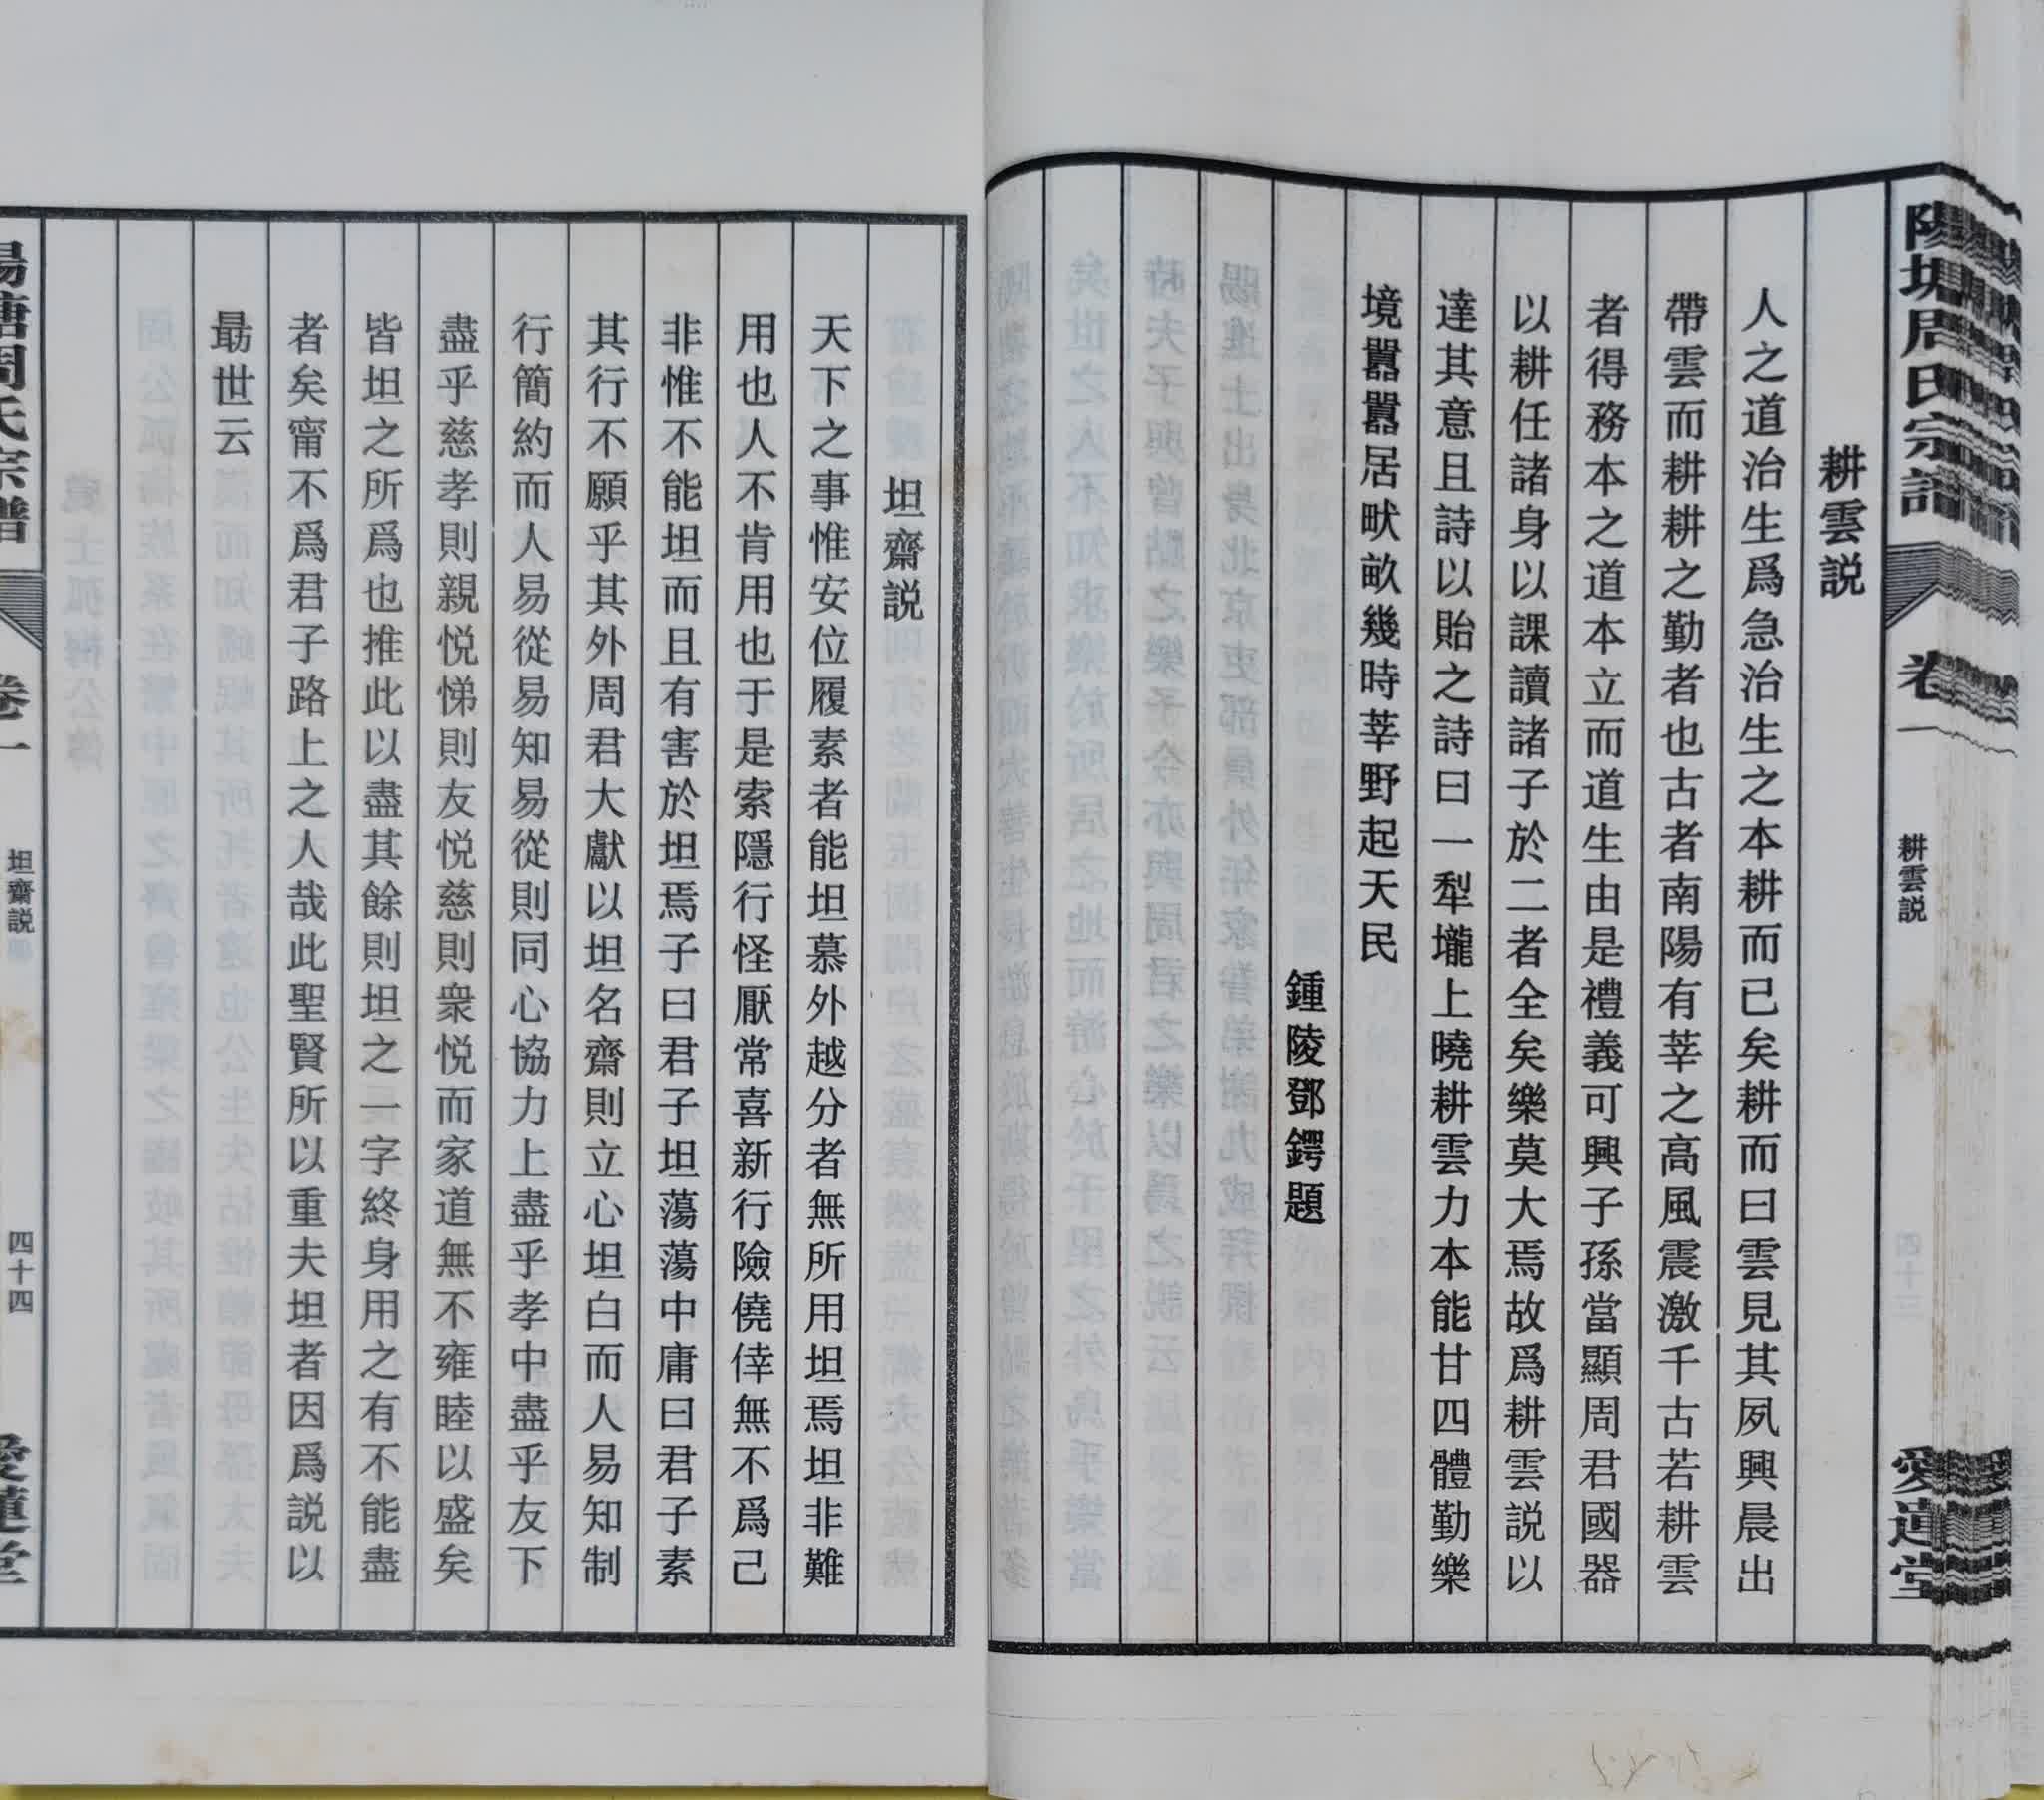 陽塘周氏宗譜
卷一
耕雲説
愛蓮堂
耕雲説
人之道治生爲急治生之本耕而已矣耕而曰雲見其夙興晨出
帶雲而耕耕之勤者也古者南陽有莘之高風震激千古若耕雲
者得務本之道本立而道生由是禮義可興子孫當顯周君國器
以耕任諸身以課讀諸子於二者全矣樂莫大焉故爲耕雲説以
達其意且詩以貽之詩曰一犁壠上曉耕雲力本能甘四體勤樂
境囂囂居畎畝幾時莘野起天民
鍾陵鄧鍔題
坦齋説
天下之事惟安位履素者能坦慕外越分者無所用坦焉坦非難
用也人不肯用也于是索隱行怪厭常喜新行險僥倖無不爲己
非惟不能坦而且有害於坦焉子曰君子坦蕩蕩中庸曰君子素
其行不願乎其外周君大獻以坦名齋則立心坦白而人易知制
行簡約而人易從易知易從則同心協力上盡乎孝中盡乎友下
盡乎慈孝則親悦悌則友悦慈則衆悦而家道無不雍睦以盛矣
皆坦之所爲也推此以盡其餘則坦之一字終身用之有不能盡
者矣甯不爲君子路上之人哉此聖賢所以重夫坦者因爲説以
勗世云
陽塘周氏宗譜
卷一
坦齋説
四十四
愛蓮堂